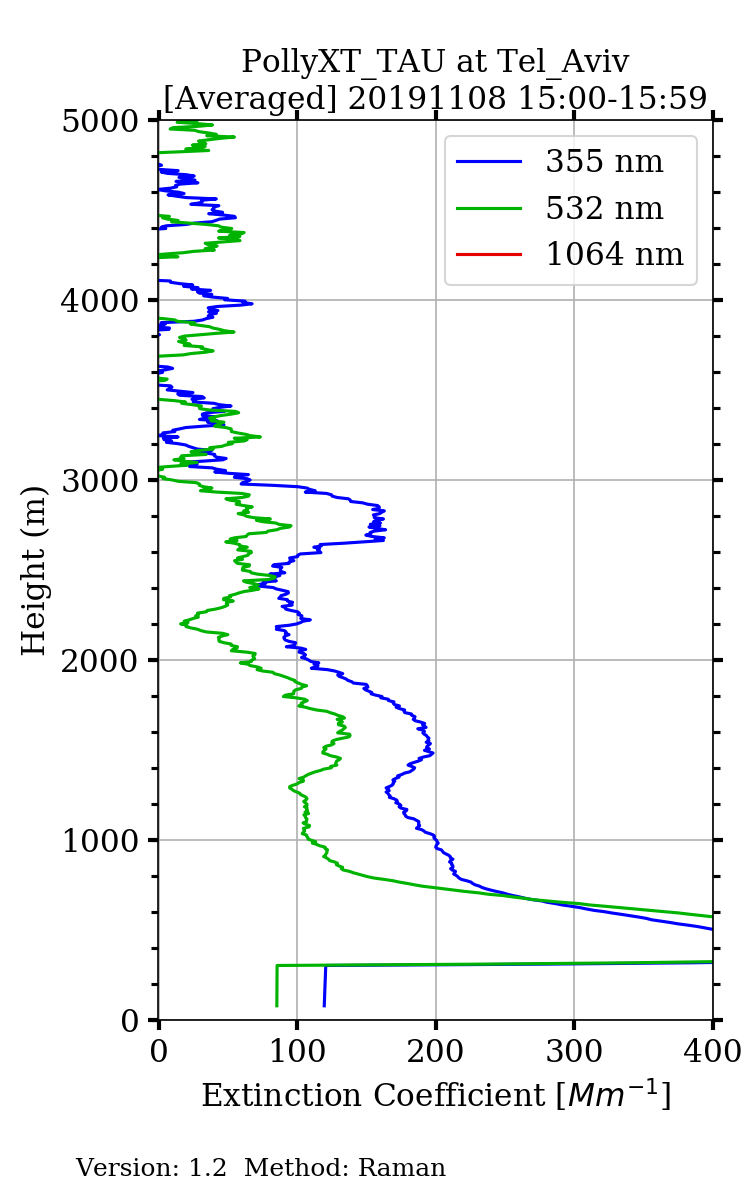 PollyXT_TAU at Tel_Aviv
[Averaged] 20191108 15:00-15:59
355 nm
532 nm
1064 nm
5000
4000
3000
2000
1000
0
Height (m)
0 100 200 300 400
Extinction Coefficient [Mm⁻¹]
Version: 1.2 Method: Raman